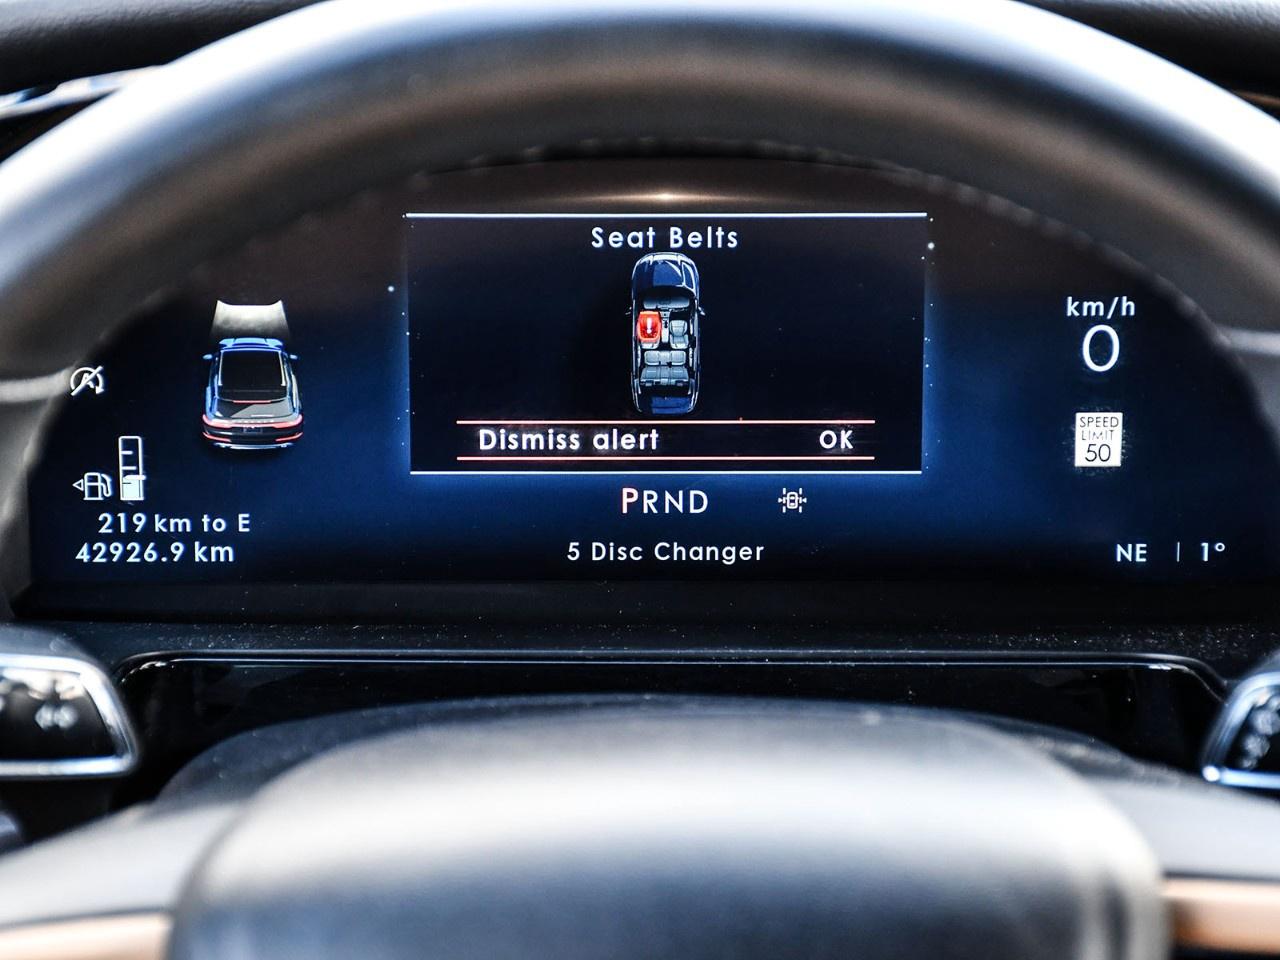 Seat Belts
Dismiss alert OK
PRND
5 Disc Changer
219 km to E
42926.9 km
km/h
0
SPEED
LIMIT
50
NE | 1°